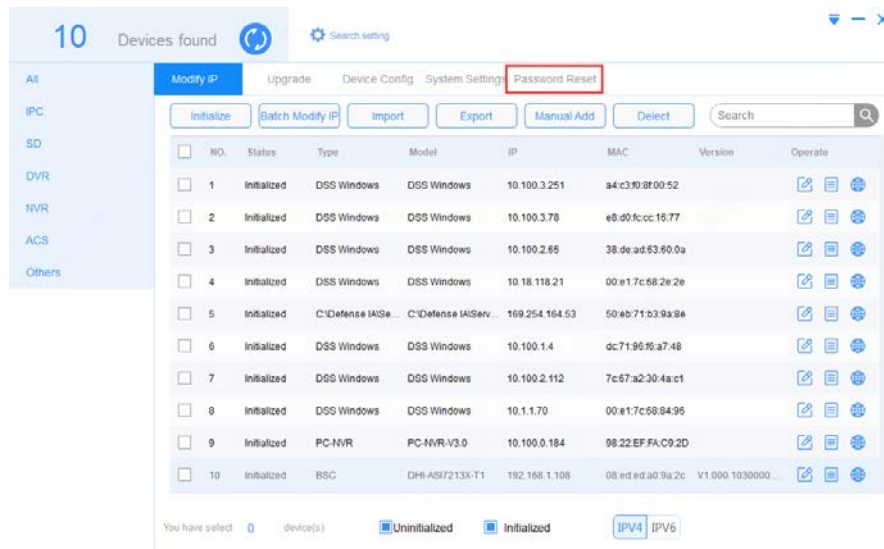 10 Devices found Search setting
All
IPC
SD
DVR
NVR
ACS
Others
Modify IP Upgrade Device Config System Settings Password Reset
Initialize Batch Modify IP Import Export Manual Add Delect Search
NO. Status Type Model IP MAC Version Operate
1 Initialized DSS Windows DSS Windows 10.100.3.251 a4:c3:f0:8f:00:52
2 Initialized DSS Windows DSS Windows 10.100.3.78 e8:d0:fc:cc:16:77
3 Initialized DSS Windows DSS Windows 10.100.2.65 38:de:ad:63:60:0a
4 Initialized DSS Windows DSS Windows 10.18.118.21 00:e1:7c:68:2e:2e
5 Initialized C:\Defense IA\Se... C:\Defense IA\Serv... 169.254.164.53 50:eb:71:b3:9a:8e
6 Initialized DSS Windows DSS Windows 10.100.1.4 dc:71:96:f6:a7:48
7 Initialized DSS Windows DSS Windows 10.100.2.112 7c:67:a2:30:4a:c1
8 Initialized DSS Windows DSS Windows 10.1.1.70 00:e1:7c:68:84:96
9 Initialized PC-NVR PC-NVR-V3.0 10.100.0.184 98:22:EF:FA:C9:2D
10 Initialized BSC DHI-ASI7213X-T1 192.168.1.108 08:ed:ed:a0:9a:2c V1.000.1030000...
You have select 0 device(s) Uninitialized Initialized IPV4 IPV6